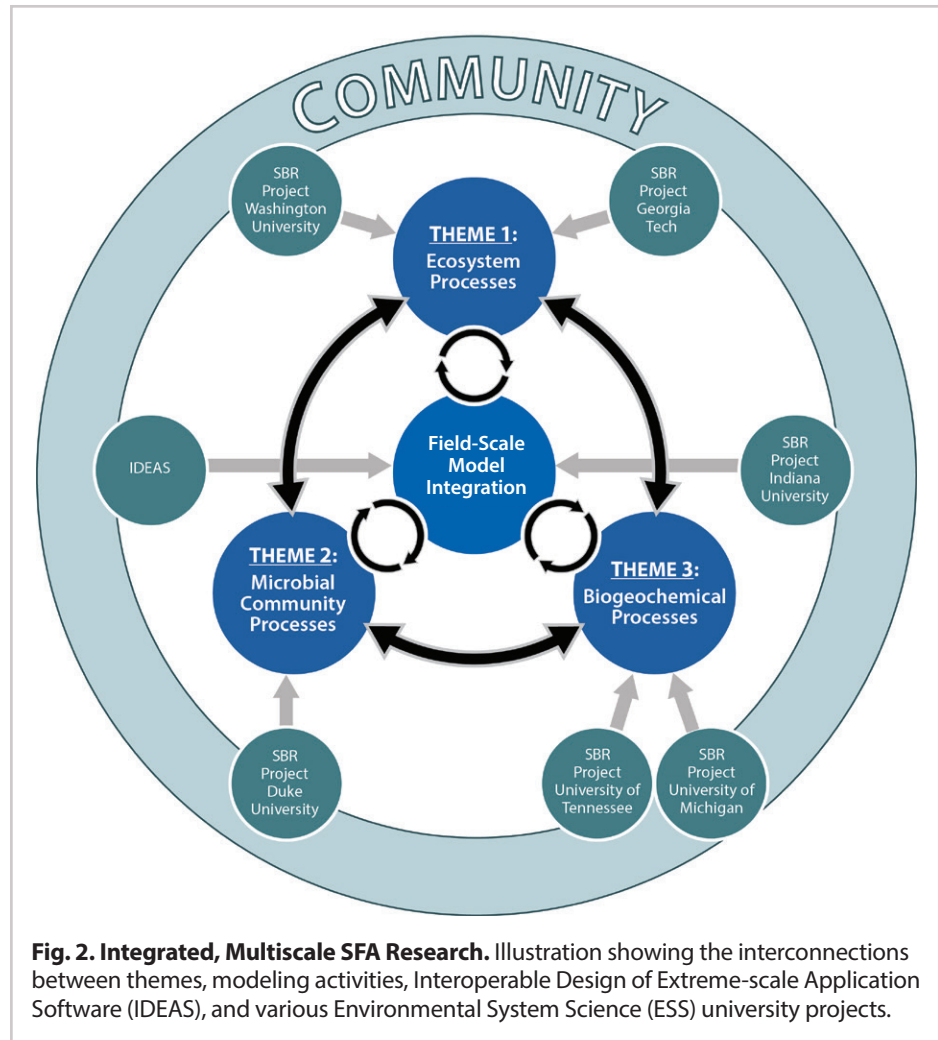 COMMUNITY
SBR
Project
Washington
University
SBR
Project
Georgia
Tech
THEME 1:
Ecosystem
Processes
Field-Scale
Model
Integration
IDEAS
SBR
Project
Indiana
University
THEME 2:
Microbial
Community
Processes
THEME 3:
Biogeochemical
Processes
SBR
Project
Duke
University
SBR
Project
University of
Tennessee
SBR
Project
University of
Michigan
Fig. 2. Integrated, Multiscale SFA Research. Illustration showing the interconnections
between themes, modeling activities, Interoperable Design of Extreme-scale Application
Software (IDEAS), and various Environmental System Science (ESS) university projects.